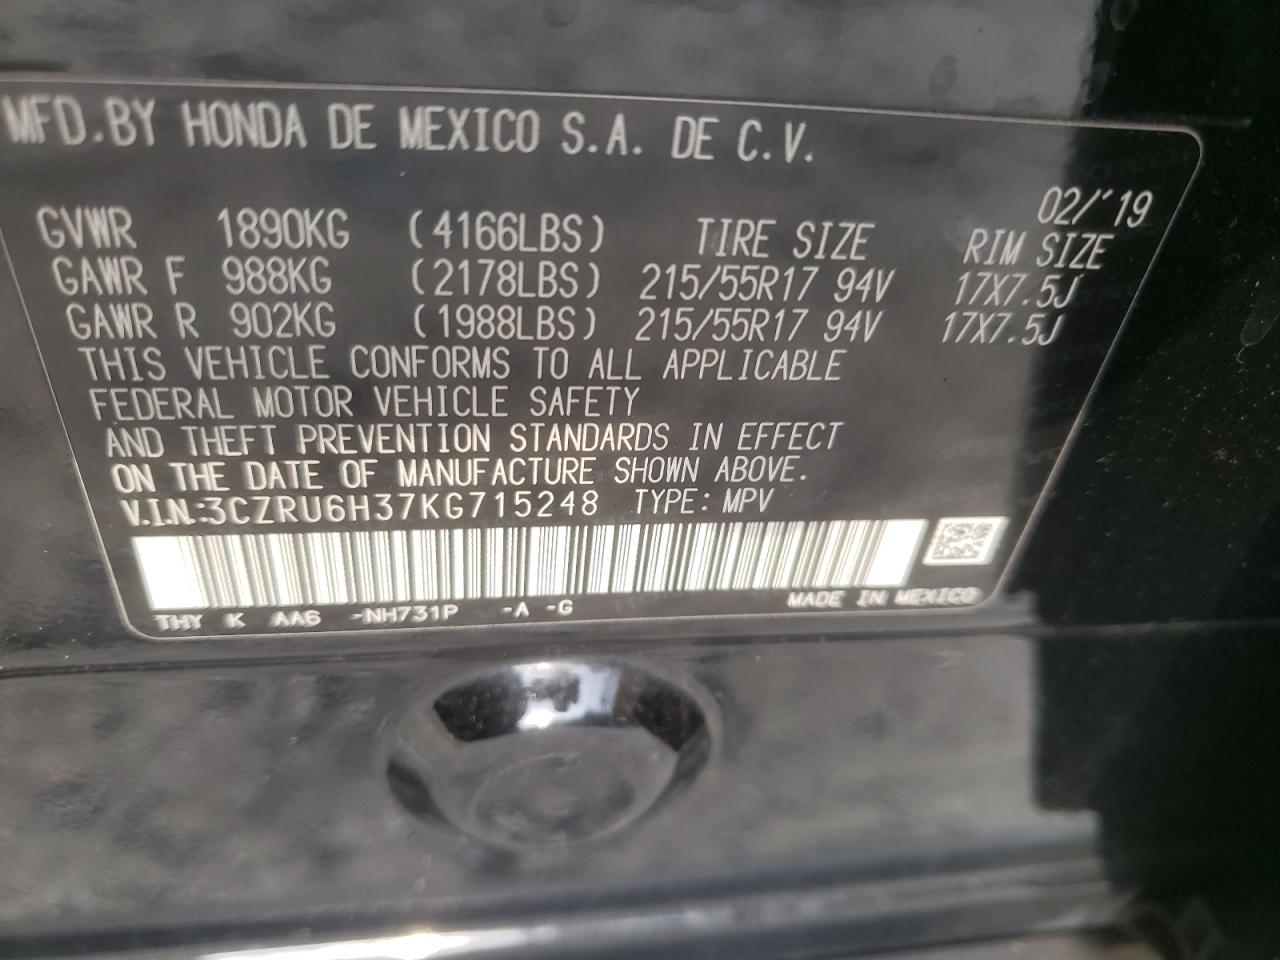 MFD.BY HONDA DE MEXICO S.A. DE C.V.
02/'19
GVWR 1890KG (4166LBS) TIRE SIZE RIM SIZE
GAWR F 988KG (2178LBS) 215/55R17 94V 17X7.5J
GAWR R 902KG (1988LBS) 215/55R17 94V 17X7.5J
THIS VEHICLE CONFORMS TO ALL APPLICABLE
FEDERAL MOTOR VEHICLE SAFETY
AND THEFT PREVENTION STANDARDS IN EFFECT
ON THE DATE OF MANUFACTURE SHOWN ABOVE.
V.I.N.:3CZRU6H37KG715248 TYPE: MPV
THY K AA6 -NH731P -A -G MADE IN MEXICO